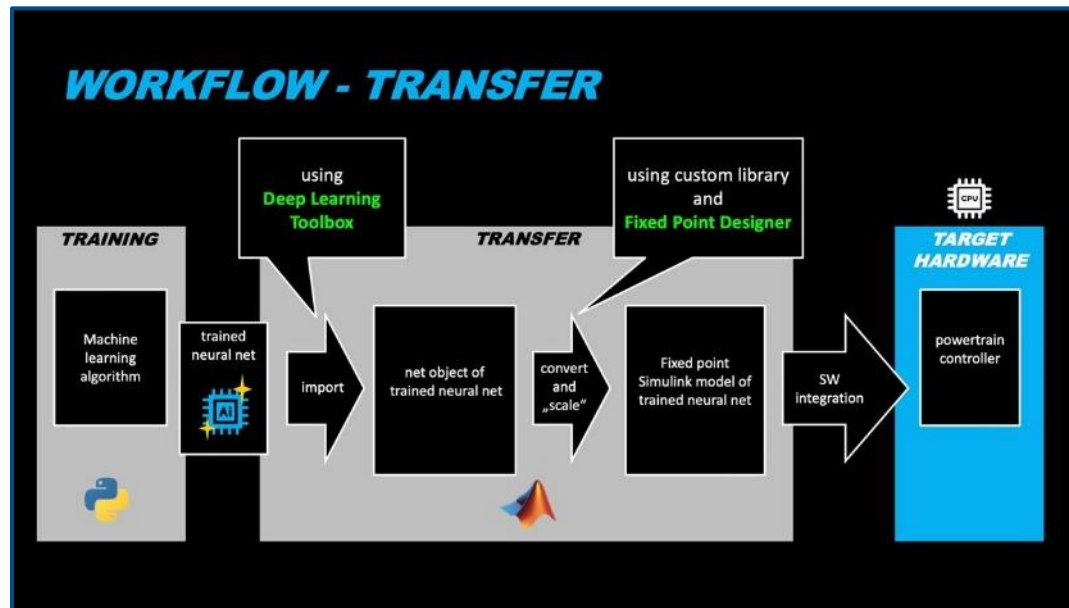 WORKFLOW - TRANSFER
using
Deep Learning
Toolbox
using custom library
and
Fixed Point Designer
CPU
TRAINING
TRANSFER
TARGET
HARDWARE
Machine
learning
algorithm
trained
neural net
AI
import
net object of
trained neural net
convert
and
„scale“
Fixed point
Simulink model of
trained neural net
SW
integration
powertrain
controller